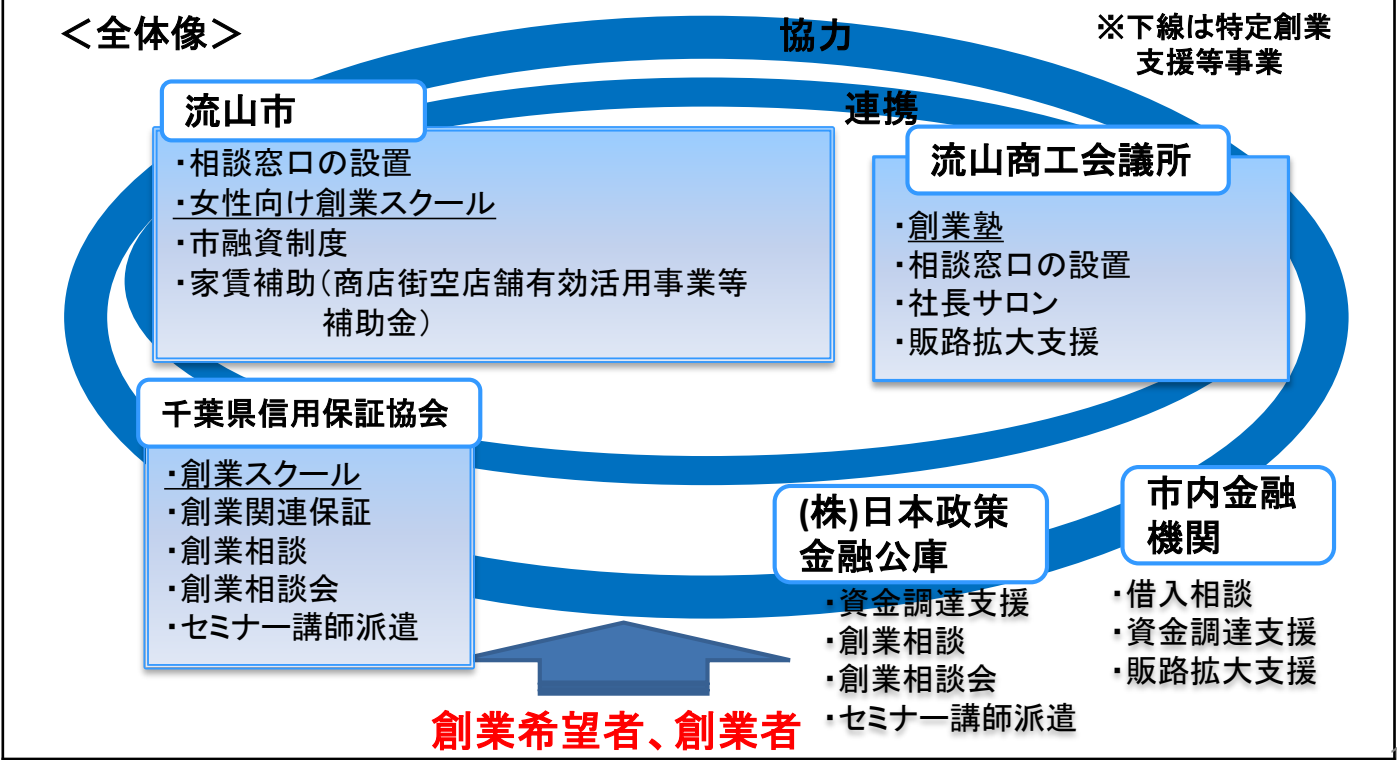 ＜全体像＞
協力
※下線は特定創業
支援等事業
連携
流山市
・相談窓口の設置
・女性向け創業スクール
・市融資制度
・家賃補助（商店街空店舗有効活用事業等
補助金）
流山商工会議所
・創業塾
・相談窓口の設置
・社長サロン
・販路拡大支援
千葉県信用保証協会
・創業スクール
・創業関連保証
・創業相談
・創業相談会
・セミナー講師派遣
(株)日本政策
金融公庫
・資金調達支援
・創業相談
・創業相談会
・セミナー講師派遣
市内金融
機関
・借入相談
・資金調達支援
・販路拡大支援
創業希望者、創業者